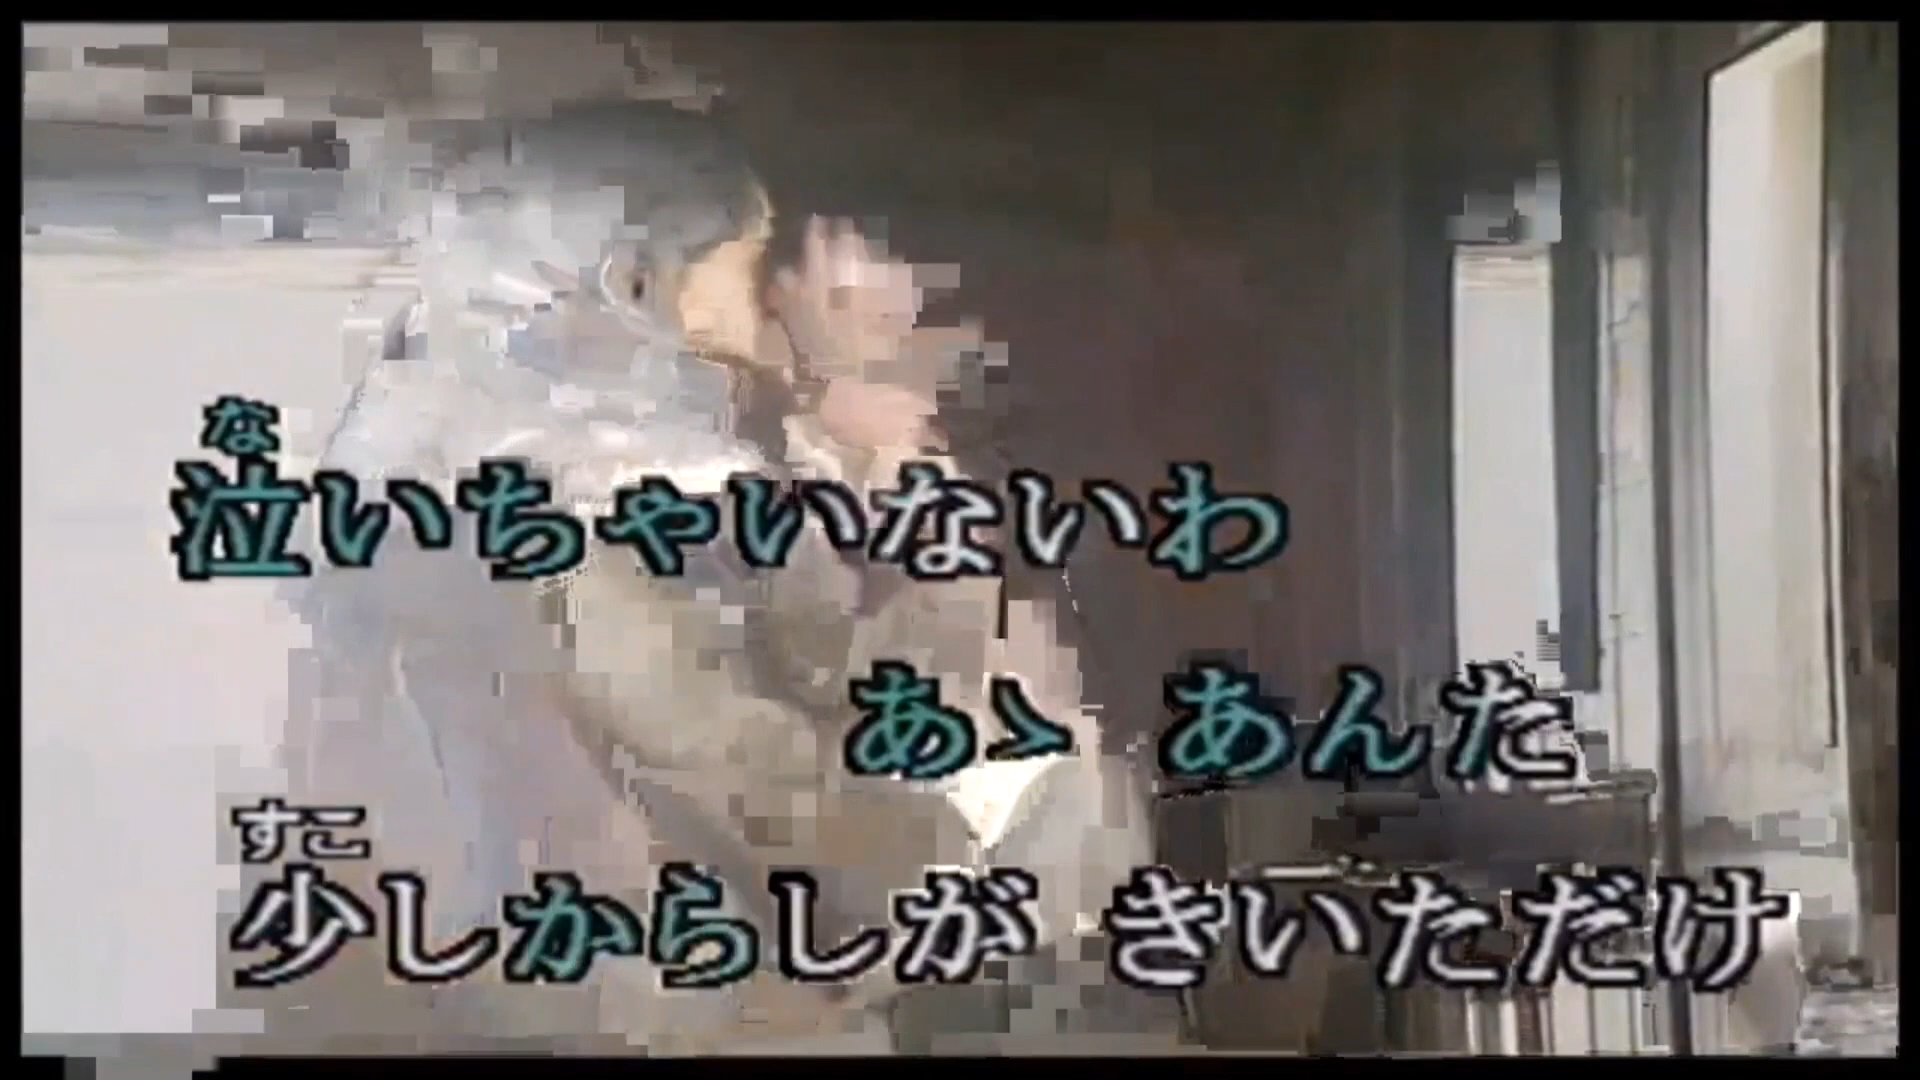 な
泣いちゃいないわ
あゝ あんた
すこ
少しからしが きいただけ